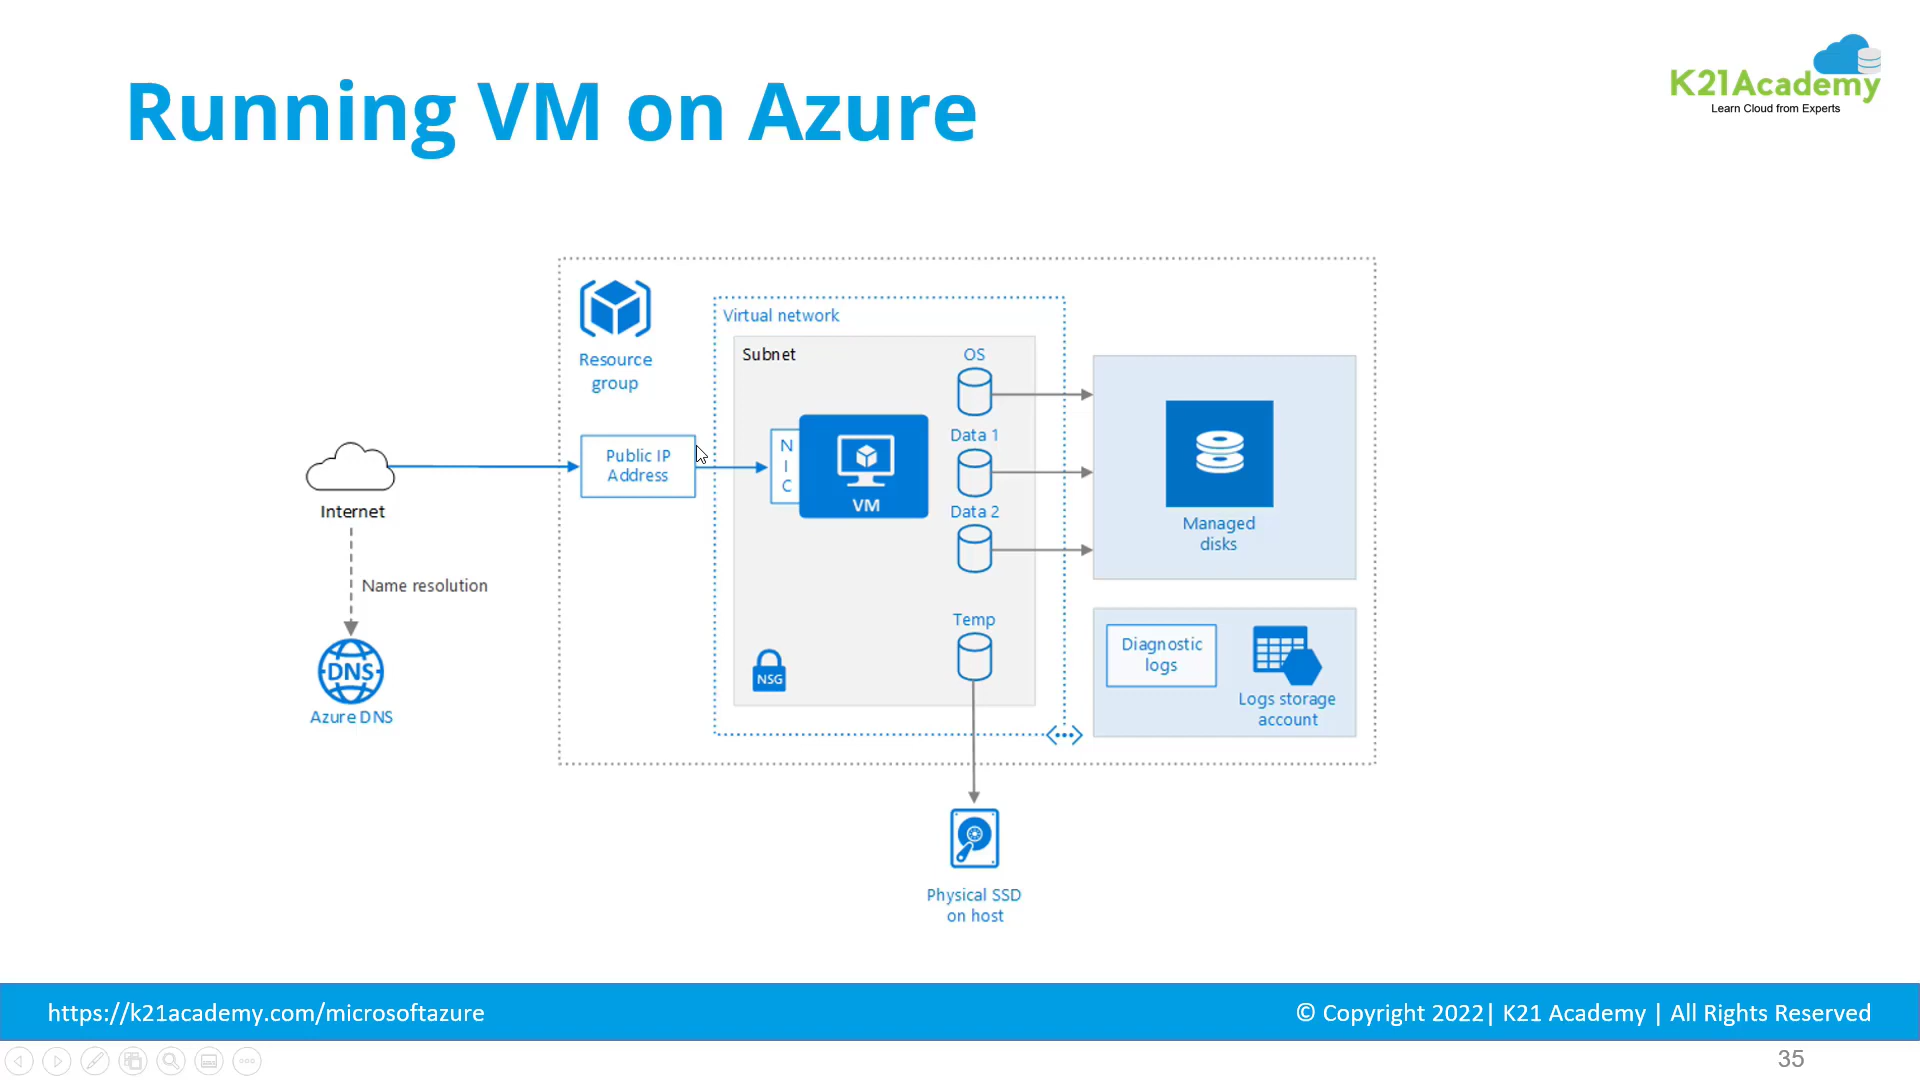 Running VM on Azure
K21Academy
Learn Cloud from Experts
Resource
group
Virtual network
Subnet
OS
Public IP
Address
N
I
C
VM
Data 1
Data 2
Managed
disks
Internet
Name resolution
DNS
Azure DNS
Temp
NSG
Diagnostic
logs
Logs storage
account
Physical SSD
on host
https://k21academy.com/microsoftazure
© Copyright 2022| K21 Academy | All Rights Reserved
35